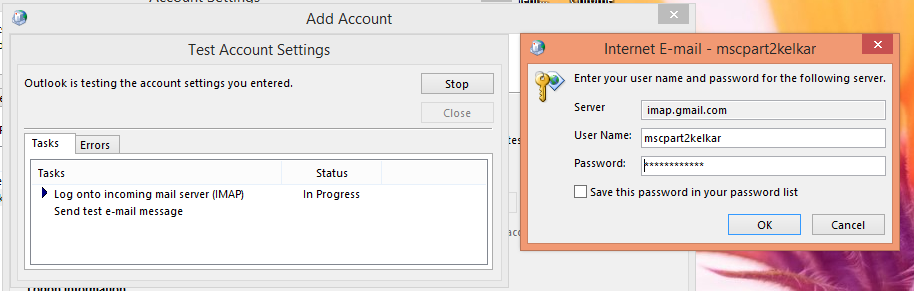 Account Settings
Add Account
Test Account Settings
Outlook is testing the account settings you entered.
Stop
Close
Tasks
Errors
Tasks Status
Log onto incoming mail server (IMAP) In Progress
Send test e-mail message
Internet E-mail - mscpart2kelkar
Enter your user name and password for the following server.
Server imap.gmail.com
User Name: mscpart2kelkar
Password: ************
Save this password in your password list
OK Cancel